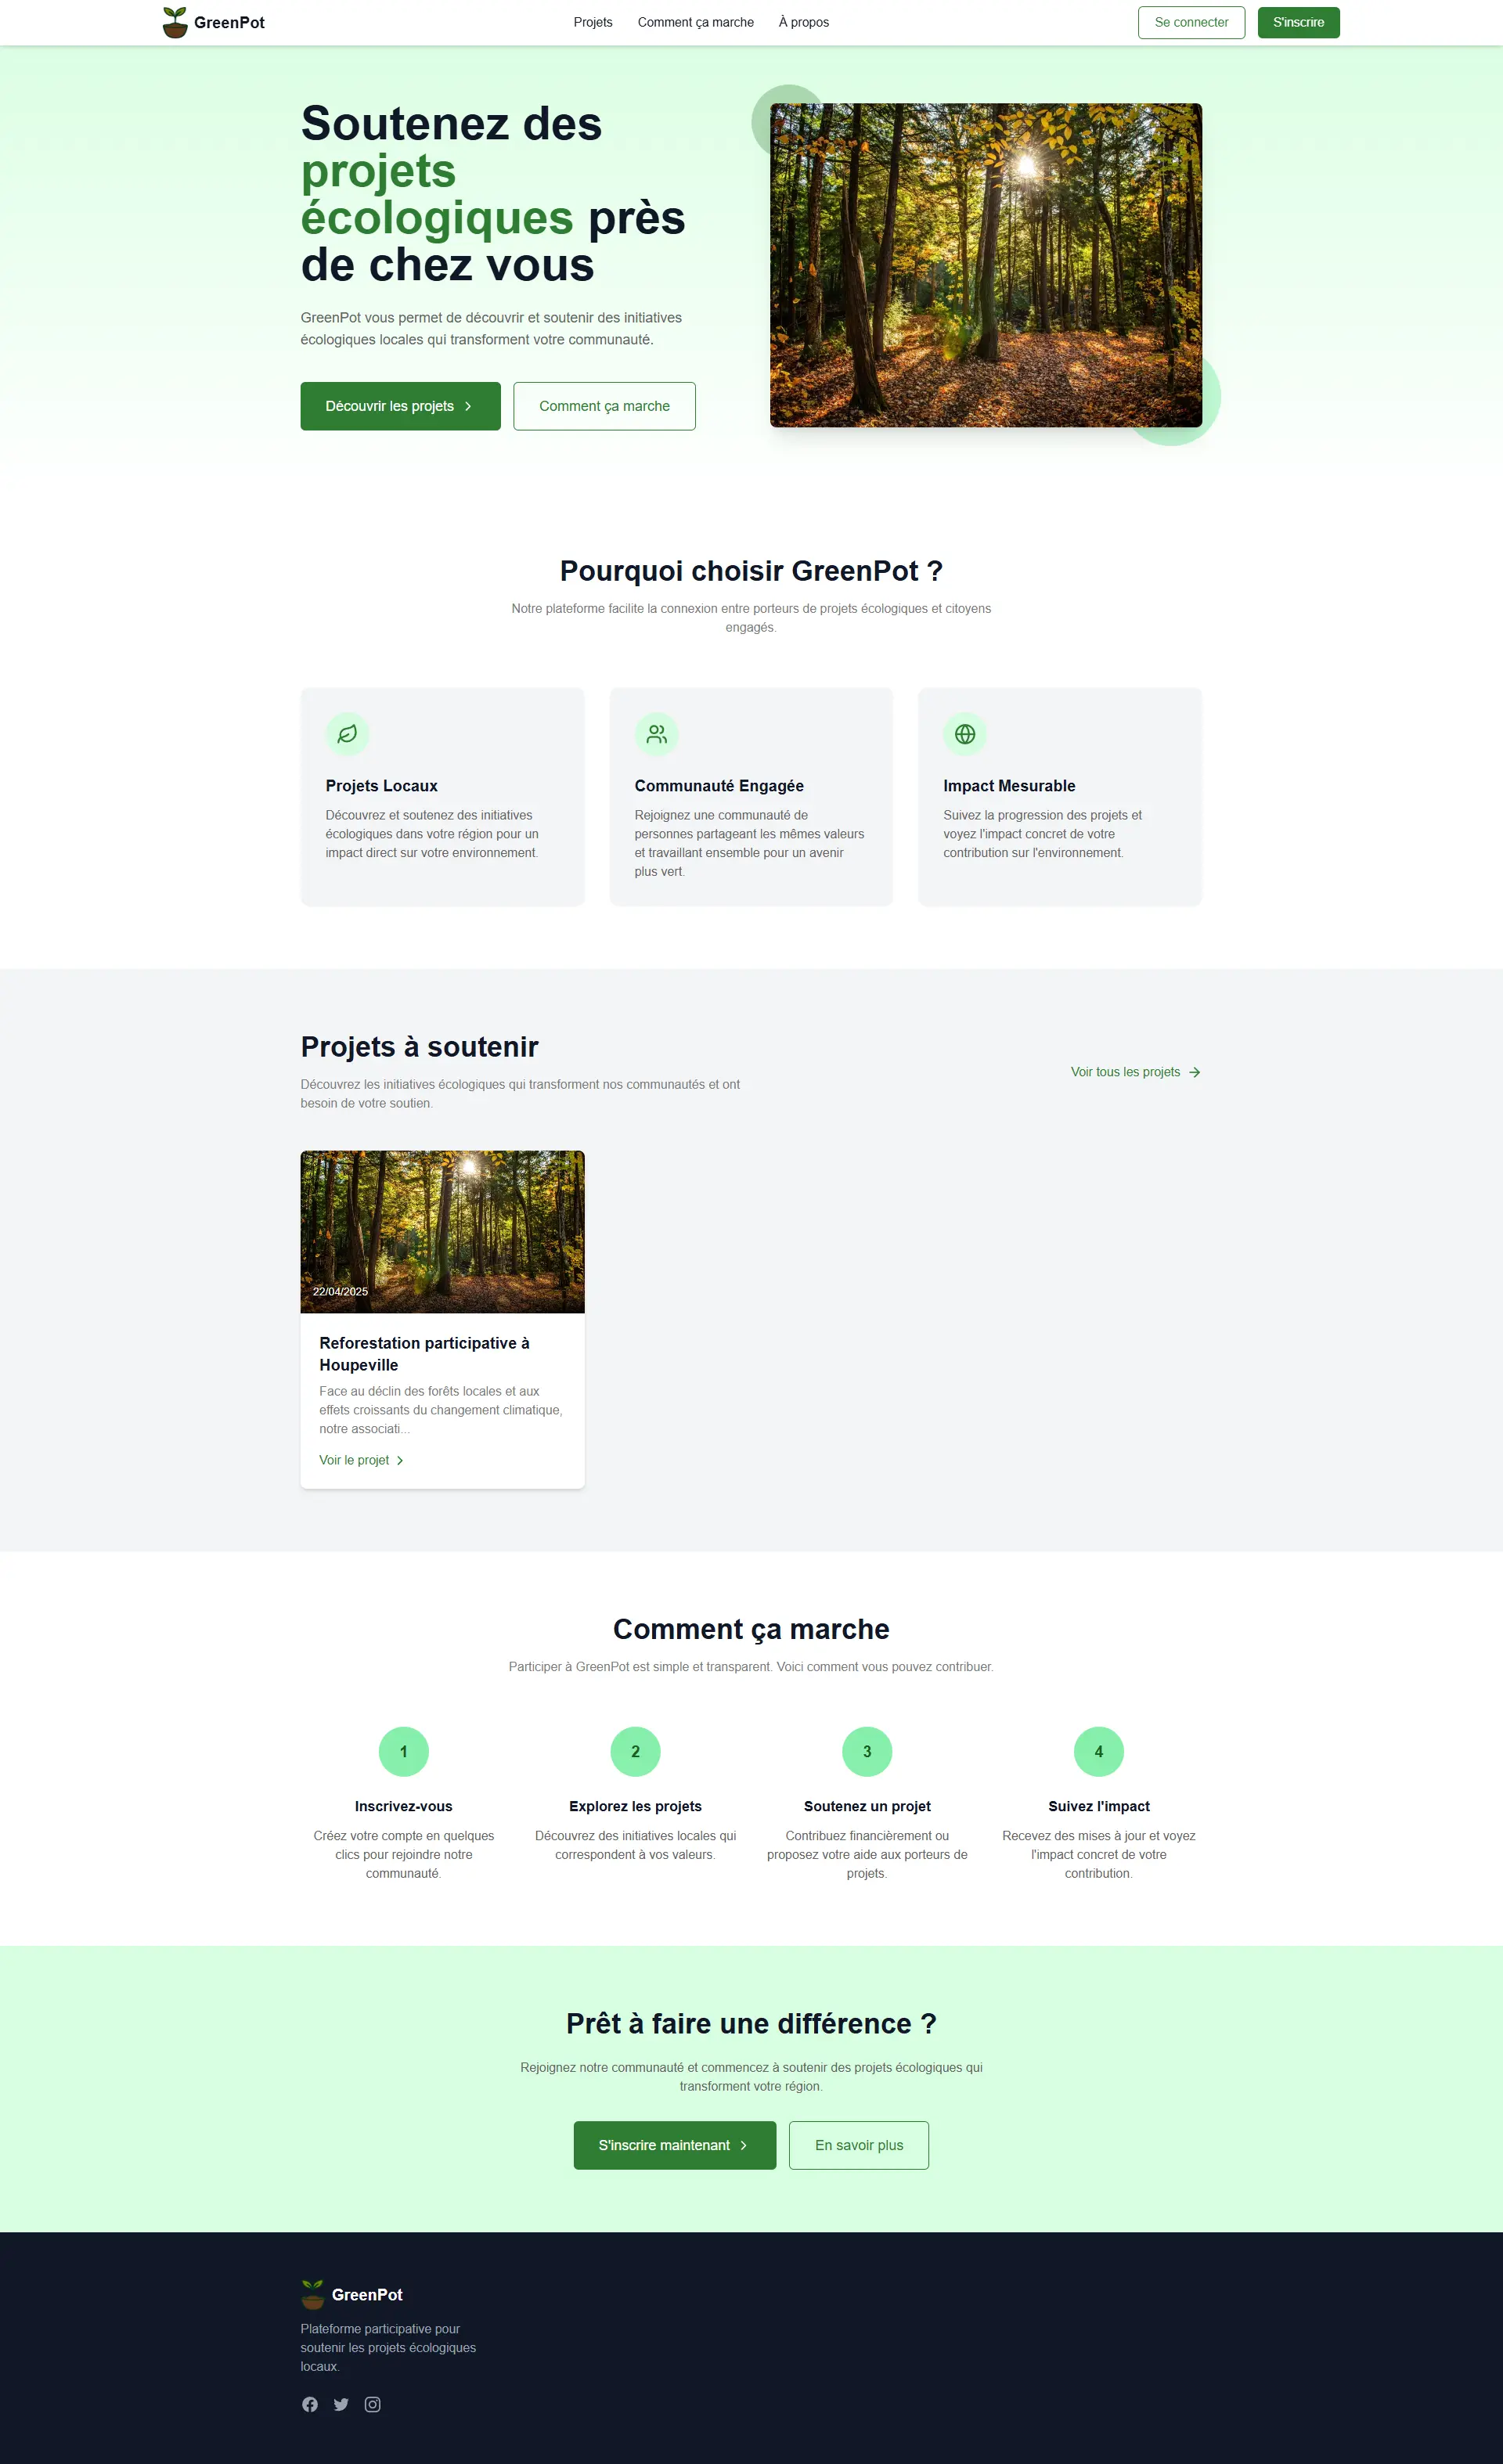 GreenPot
Projets
Comment ça marche
À propos
Se connecter
S'inscrire
Soutenez des
projets
écologiques près
de chez vous
GreenPot vous permet de découvrir et soutenir des initiatives
écologiques locales qui transforment votre communauté.
Découvrir les projets
Comment ça marche
Pourquoi choisir GreenPot ?
Notre plateforme facilite la connexion entre porteurs de projets écologiques et citoyens
engagés.
Projets Locaux
Découvrez et soutenez des initiatives
écologiques dans votre région pour un
impact direct sur votre environnement.
Communauté Engagée
Rejoignez une communauté de
personnes partageant les mêmes valeurs
et travaillant ensemble pour un avenir
plus vert.
Impact Mesurable
Suivez la progression des projets et
voyez l'impact concret de votre
contribution sur l'environnement.
Projets à soutenir
Découvrez les initiatives écologiques qui transforment nos communautés et ont
besoin de votre soutien.
Voir tous les projets
22/04/2025
Reforestation participative à
Houpeville
Face au déclin des forêts locales et aux
effets croissants du changement climatique,
notre associati...
Voir le projet
Comment ça marche
Participer à GreenPot est simple et transparent. Voici comment vous pouvez contribuer.
1
Inscrivez-vous
Créez votre compte en quelques
clics pour rejoindre notre
communauté.
2
Explorez les projets
Découvrez des initiatives locales qui
correspondent à vos valeurs.
3
Soutenez un projet
Contribuez financièrement ou
proposez votre aide aux porteurs de
projets.
4
Suivez l'impact
Recevez des mises à jour et voyez
l'impact concret de votre
contribution.
Prêt à faire une différence ?
Rejoignez notre communauté et commencez à soutenir des projets écologiques qui
transforment votre région.
S'inscrire maintenant
En savoir plus
GreenPot
Plateforme participative pour
soutenir les projets écologiques
locaux.